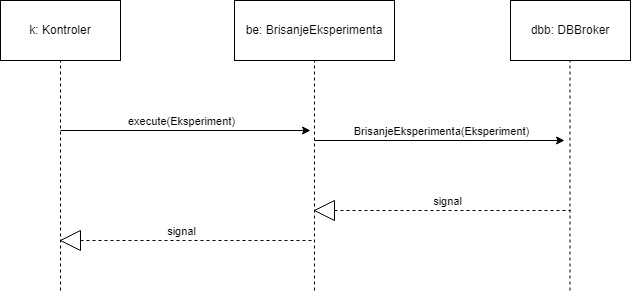 k: Kontroler
be: BrisanjeEksperimenta
dbb: DBBroker
execute(Eksperiment)
BrisanjeEksperimenta(Eksperiment)
signal
signal